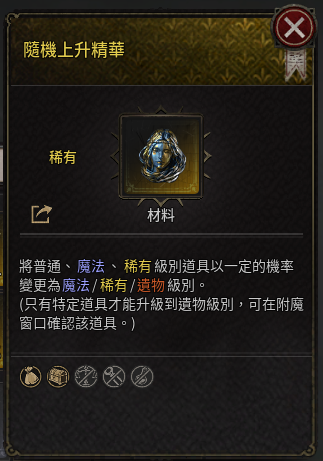 隨機上升精華
稀有
材料
將普通、魔法、稀有級別道具以一定的機率
變更為魔法/稀有/遺物級別。
(只有特定道具才能升級到遺物級別，可在附魔
窗口確認該道具。)